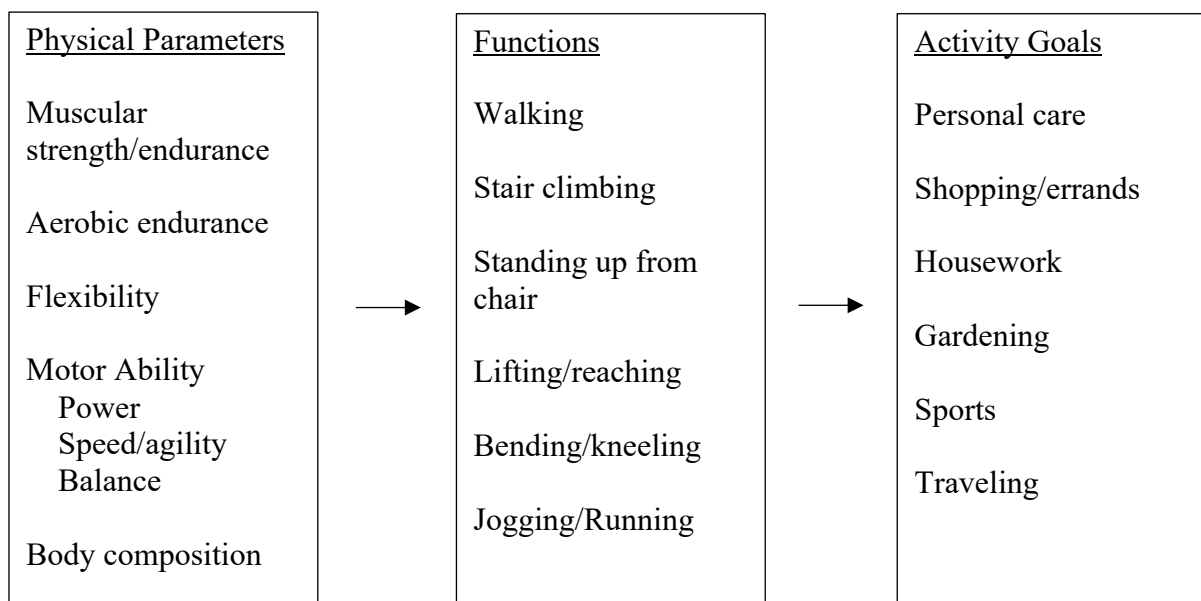 Physical Parameters
Muscular
strength/endurance
Aerobic endurance
Flexibility
Motor Ability
Power
Speed/agility
Balance
Body composition
Functions
Walking
Stair climbing
Standing up from
chair
Lifting/reaching
Bending/kneeling
Jogging/Running
Activity Goals
Personal care
Shopping/errands
Housework
Gardening
Sports
Traveling